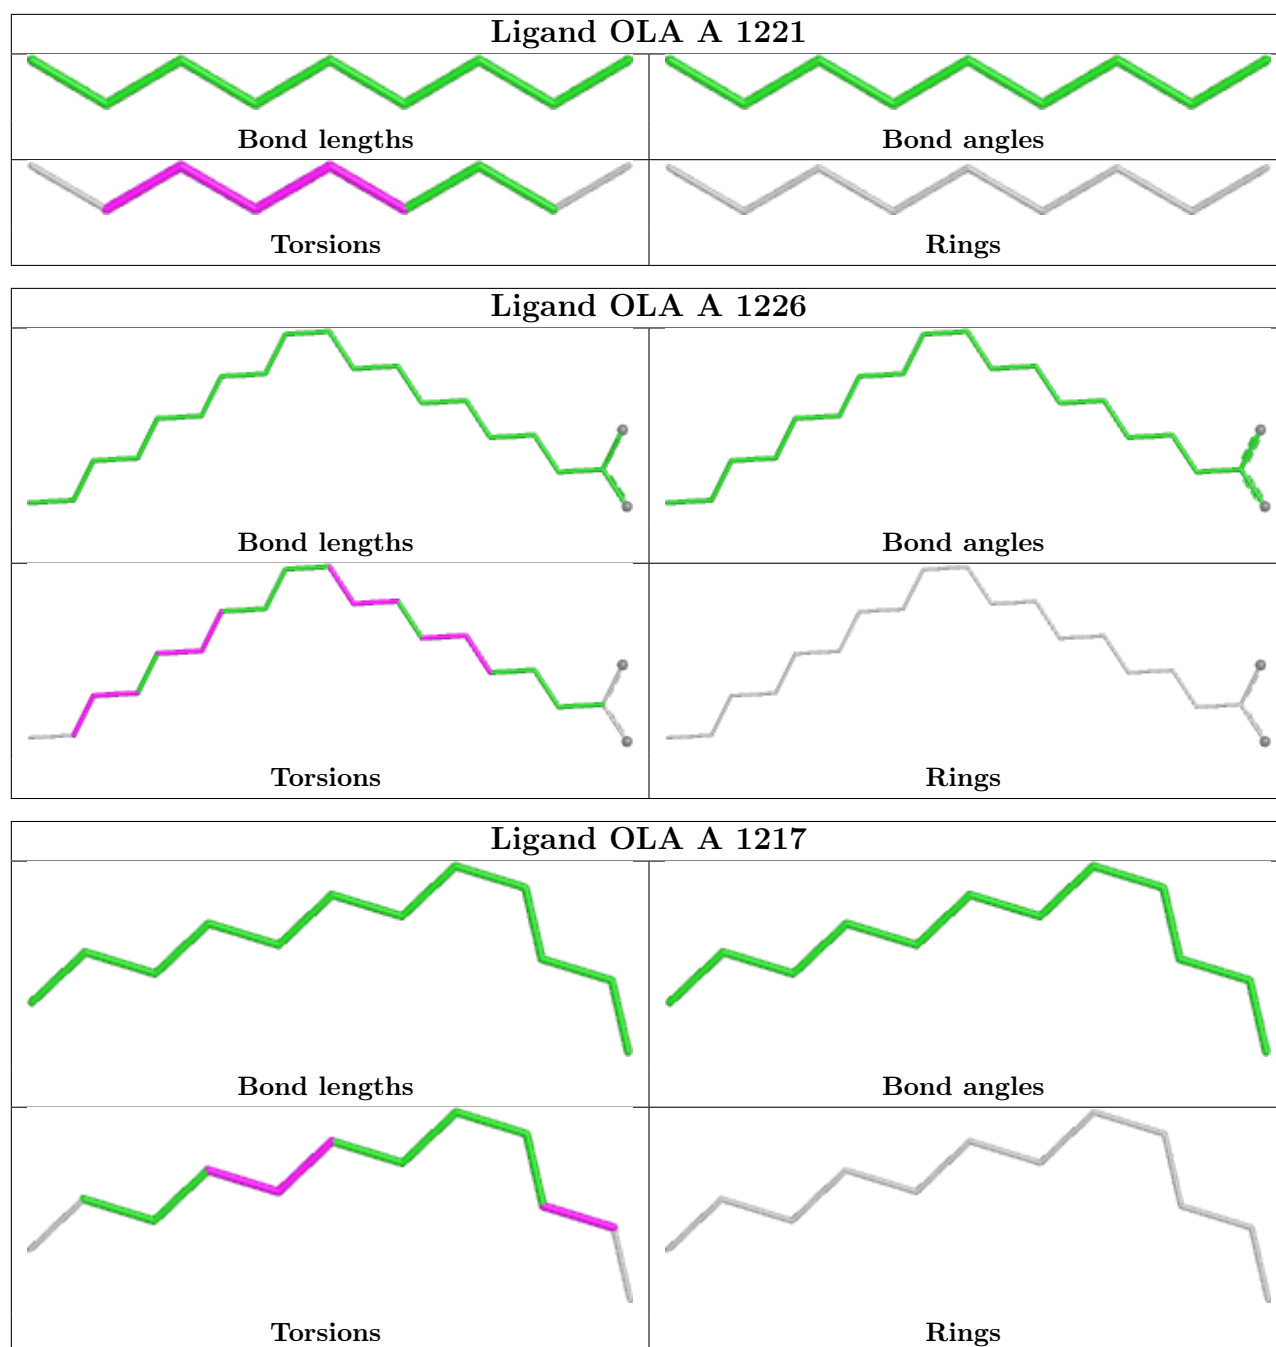 Ligand OLA A 1221
Bond lengths
Bond angles
Torsions
Rings
Ligand OLA A 1226
Bond lengths
Bond angles
Torsions
Rings
Ligand OLA A 1217
Bond lengths
Bond angles
Torsions
Rings